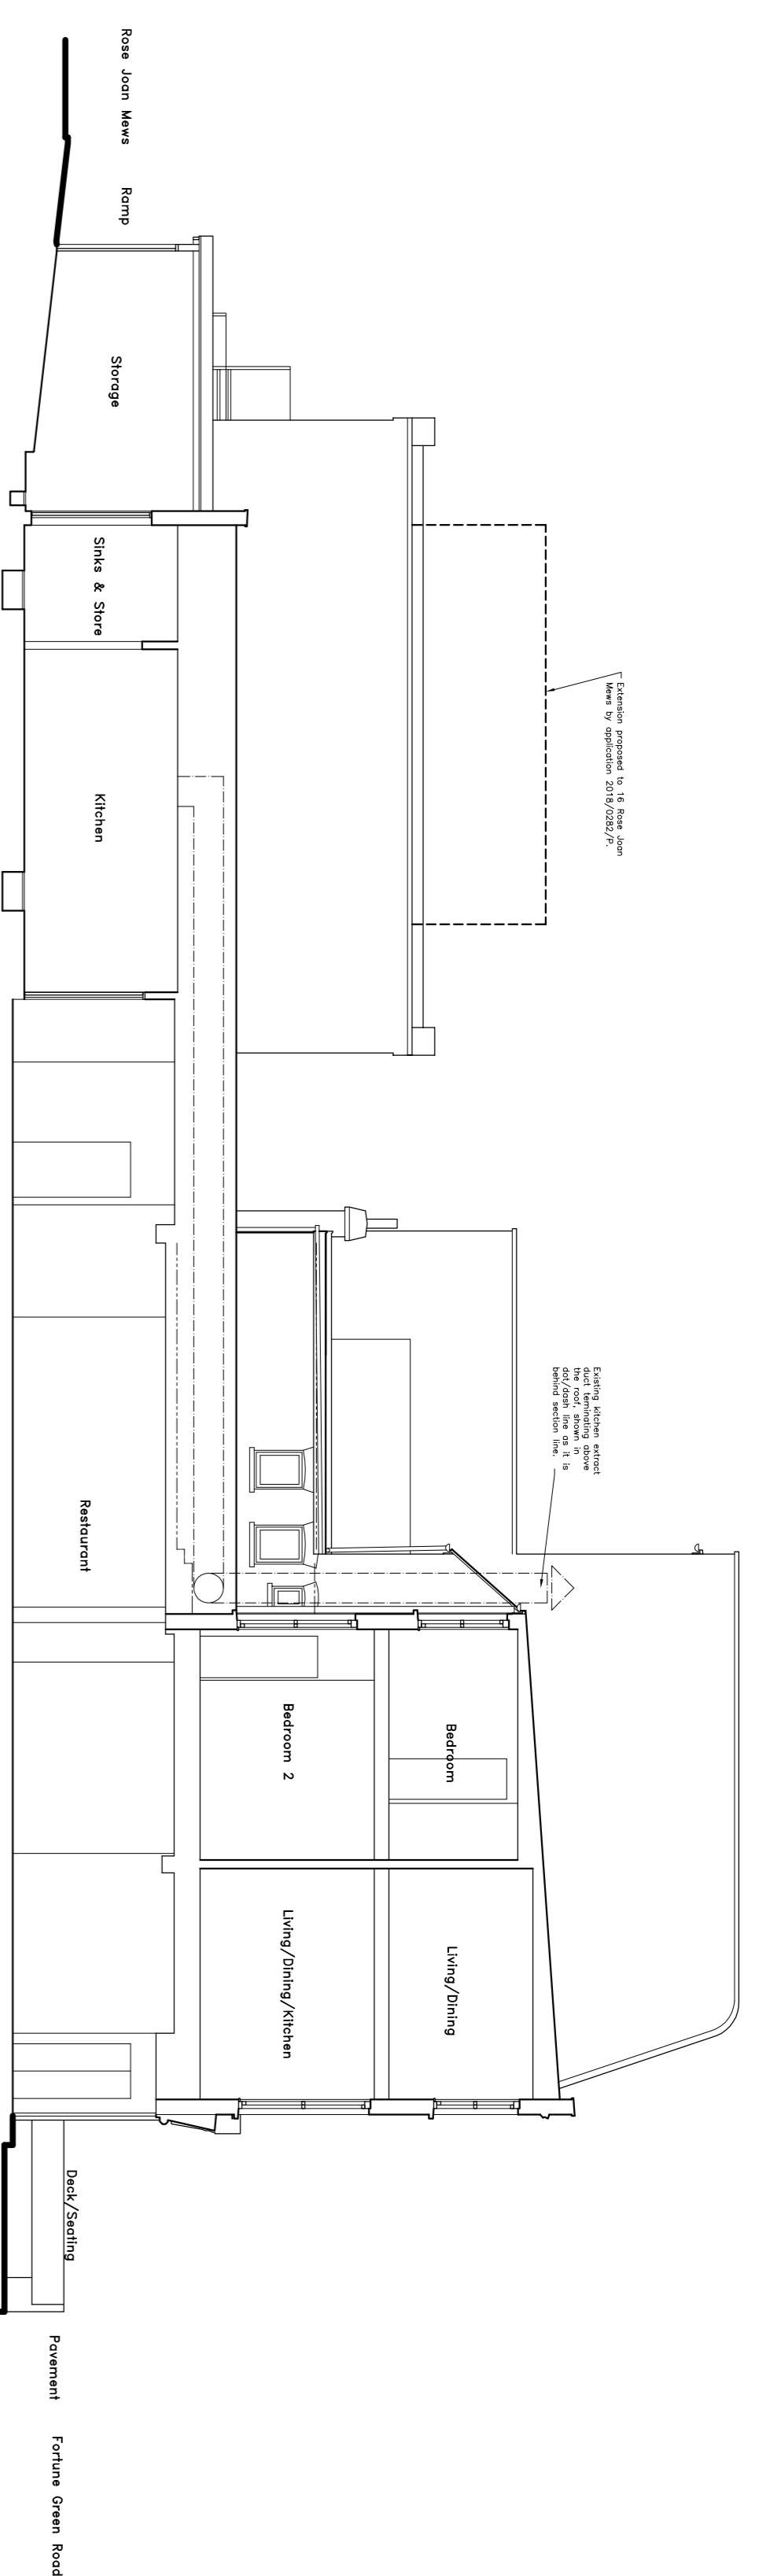 Rose Joan Mews
Ramp
Storage
Sinks & Store
Kitchen
Extension proposed to 16 Rose Joan
Mews by application 2018/0282/P.
Existing kitchen extract
duct teminating above
the roof, shown in
dot/dash line as it is
behind section line.
Restaurant
Bedroom
Bedroom 2
Living/Dining
Living/Dining/Kitchen
Deck/Seating
Pavement
Fortune Green Road